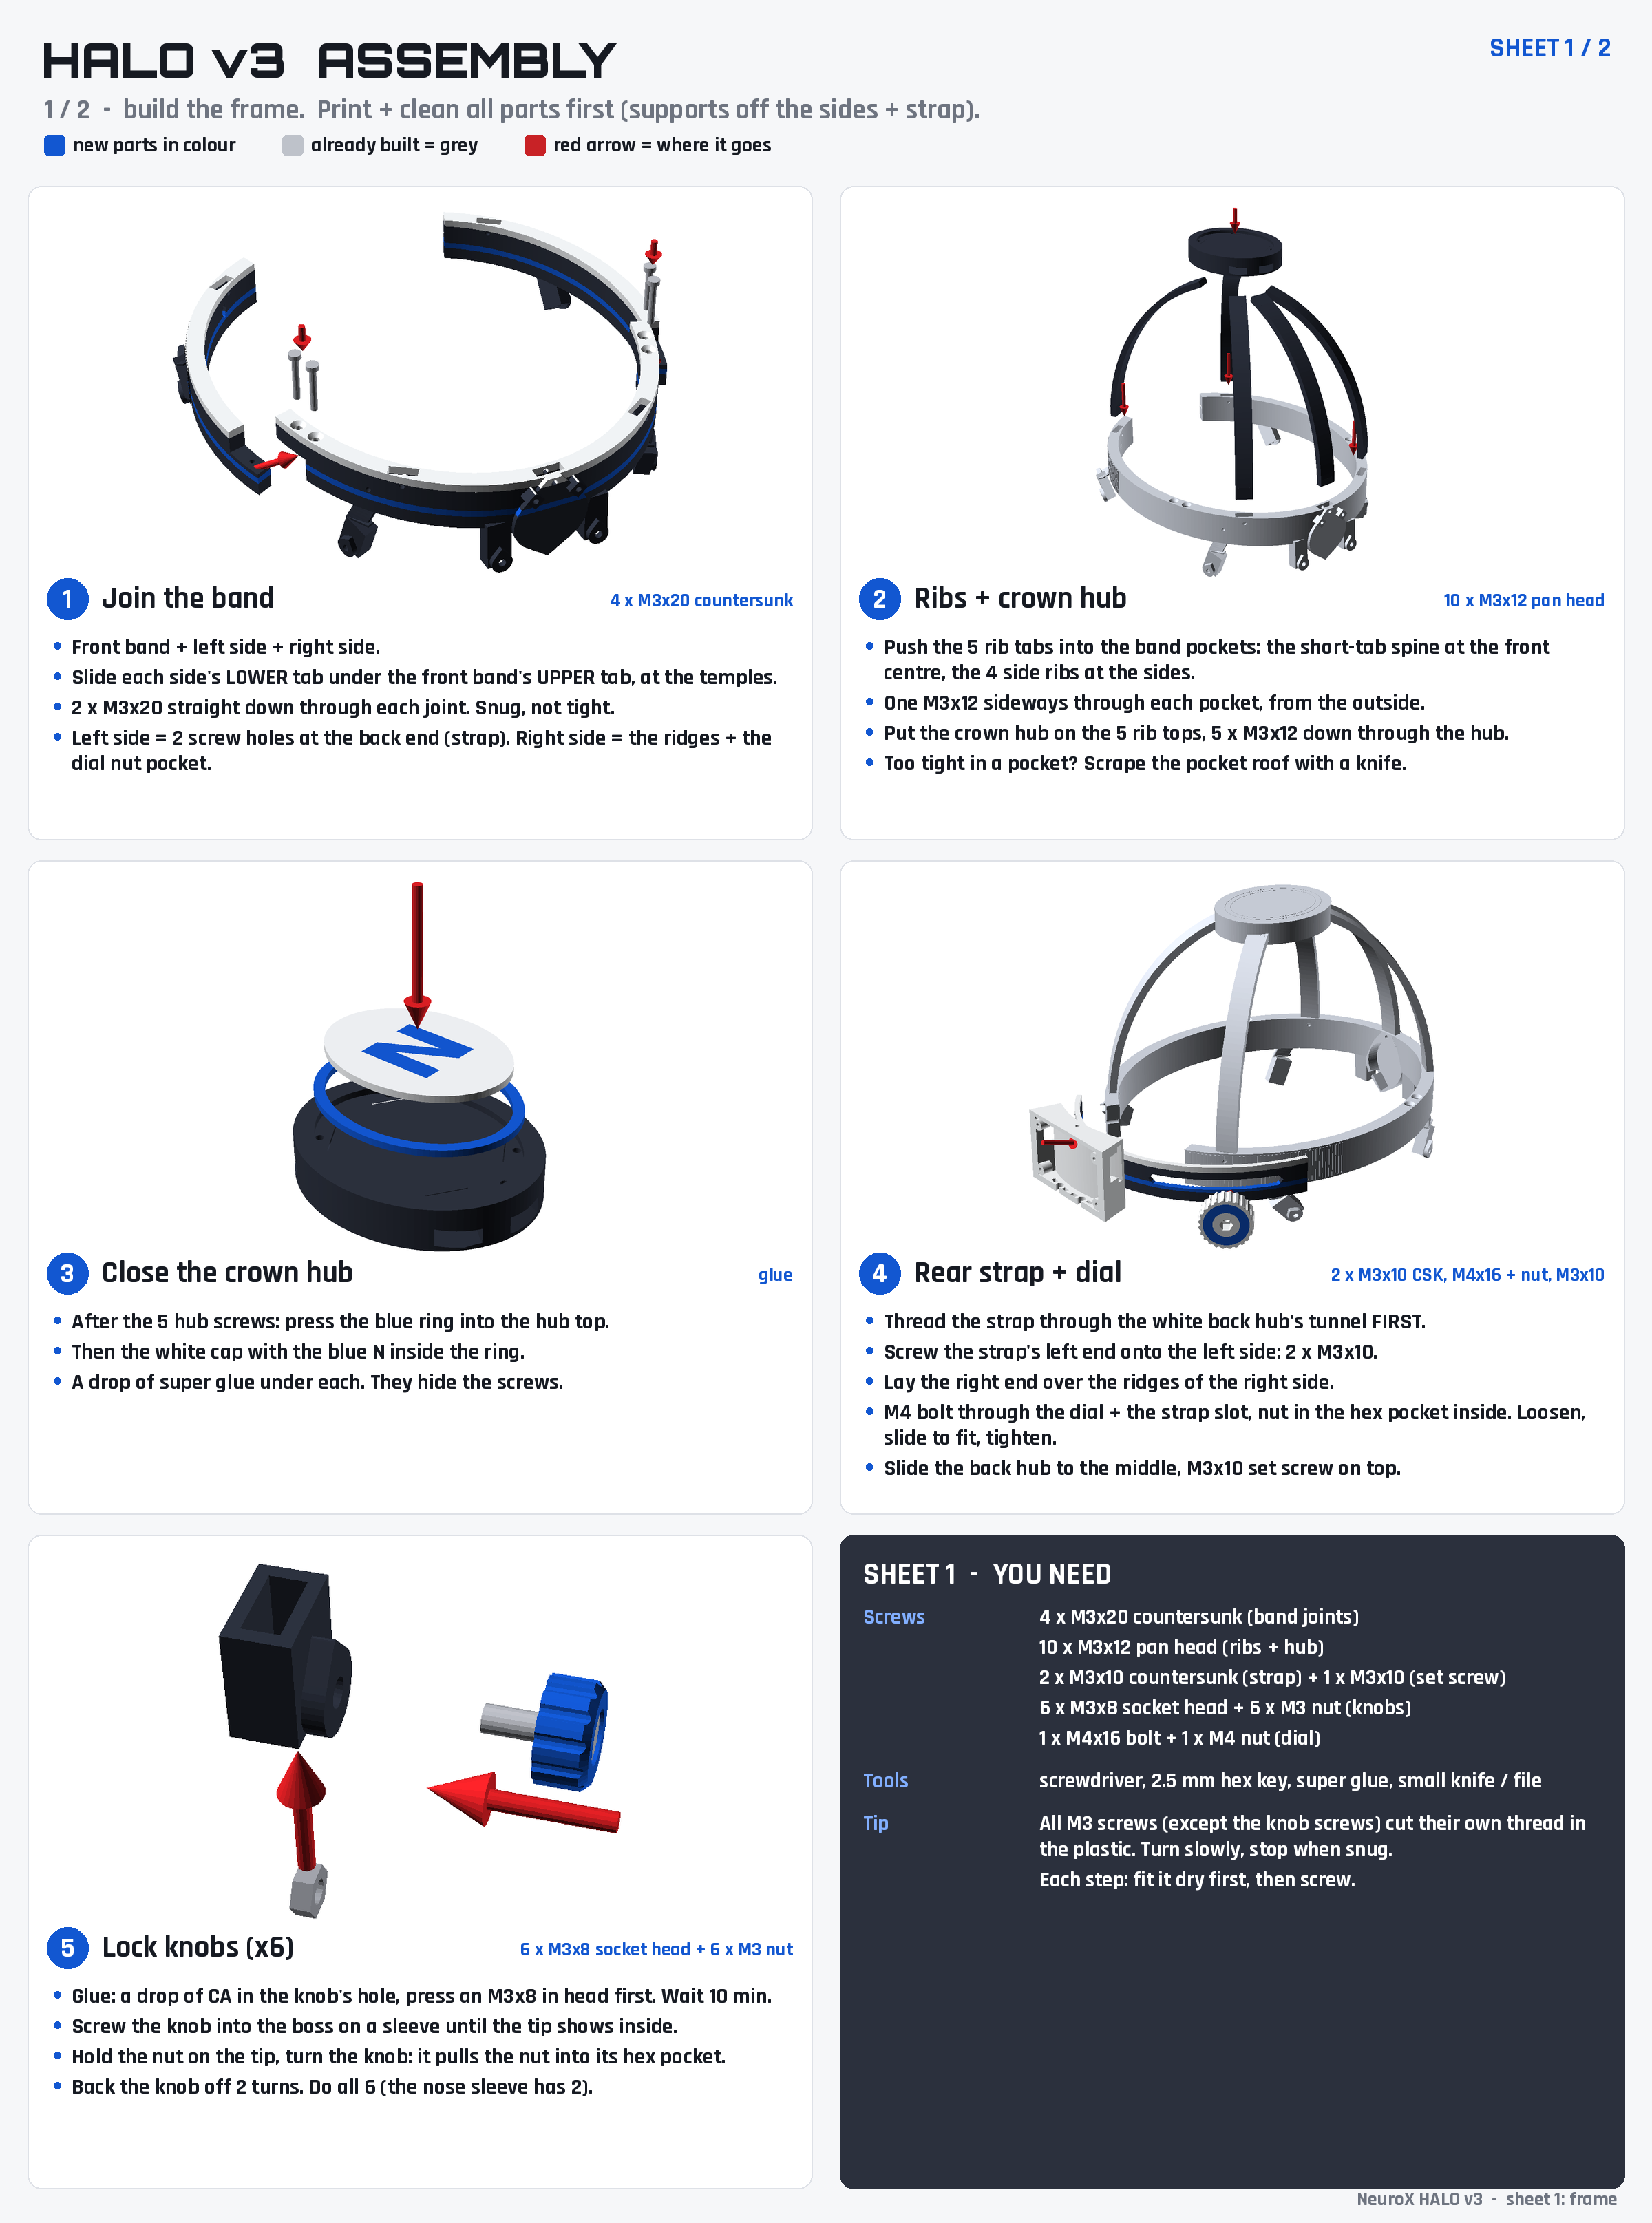 HALO v3 ASSEMBLY
SHEET 1 / 2
1 / 2 - build the frame. Print + clean all parts first (supports off the sides + strap).
new parts in colour
already built = grey
red arrow = where it goes
1 Join the band
4 x M3x20 countersunk
• Front band + left side + right side.
• Slide each side's LOWER tab under the front band's UPPER tab, at the temples.
• 2 x M3x20 straight down through each joint. Snug, not tight.
• Left side = 2 screw holes at the back end (strap). Right side = the ridges + the
dial nut pocket.
2 Ribs + crown hub
10 x M3x12 pan head
• Push the 5 rib tabs into the band pockets: the short-tab spine at the front
centre, the 4 side ribs at the sides.
• One M3x12 sideways through each pocket, from the outside.
• Put the crown hub on the 5 rib tops, 5 x M3x12 down through the hub.
• Too tight in a pocket? Scrape the pocket roof with a knife.
N
3 Close the crown hub
glue
• After the 5 hub screws: press the blue ring into the hub top.
• Then the white cap with the blue N inside the ring.
• A drop of super glue under each. They hide the screws.
4 Rear strap + dial
2 x M3x10 CSK, M4x16 + nut, M3x10
• Thread the strap through the white back hub's tunnel FIRST.
• Screw the strap's left end onto the left side: 2 x M3x10.
• Lay the right end over the ridges of the right side.
• M4 bolt through the dial + the strap slot, nut in the hex pocket inside. Loosen,
slide to fit, tighten.
• Slide the back hub to the middle, M3x10 set screw on top.
5 Lock knobs (x6)
6 x M3x8 socket head + 6 x M3 nut
• Glue: a drop of CA in the knob's hole, press an M3x8 in head first. Wait 10 min.
• Screw the knob into the boss on a sleeve until the tip shows inside.
• Hold the nut on the tip, turn the knob: it pulls the nut into its hex pocket.
• Back the knob off 2 turns. Do all 6 (the nose sleeve has 2).
SHEET 1 - YOU NEED
Screws
4 x M3x20 countersunk (band joints)
10 x M3x12 pan head (ribs + hub)
2 x M3x10 countersunk (strap) + 1 x M3x10 (set screw)
6 x M3x8 socket head + 6 x M3 nut (knobs)
1 x M4x16 bolt + 1 x M4 nut (dial)
Tools
screwdriver, 2.5 mm hex key, super glue, small knife / file
Tip
All M3 screws (except the knob screws) cut their own thread in
the plastic. Turn slowly, stop when snug.
Each step: fit it dry first, then screw.
NeuroX HALO v3 - sheet 1: frame